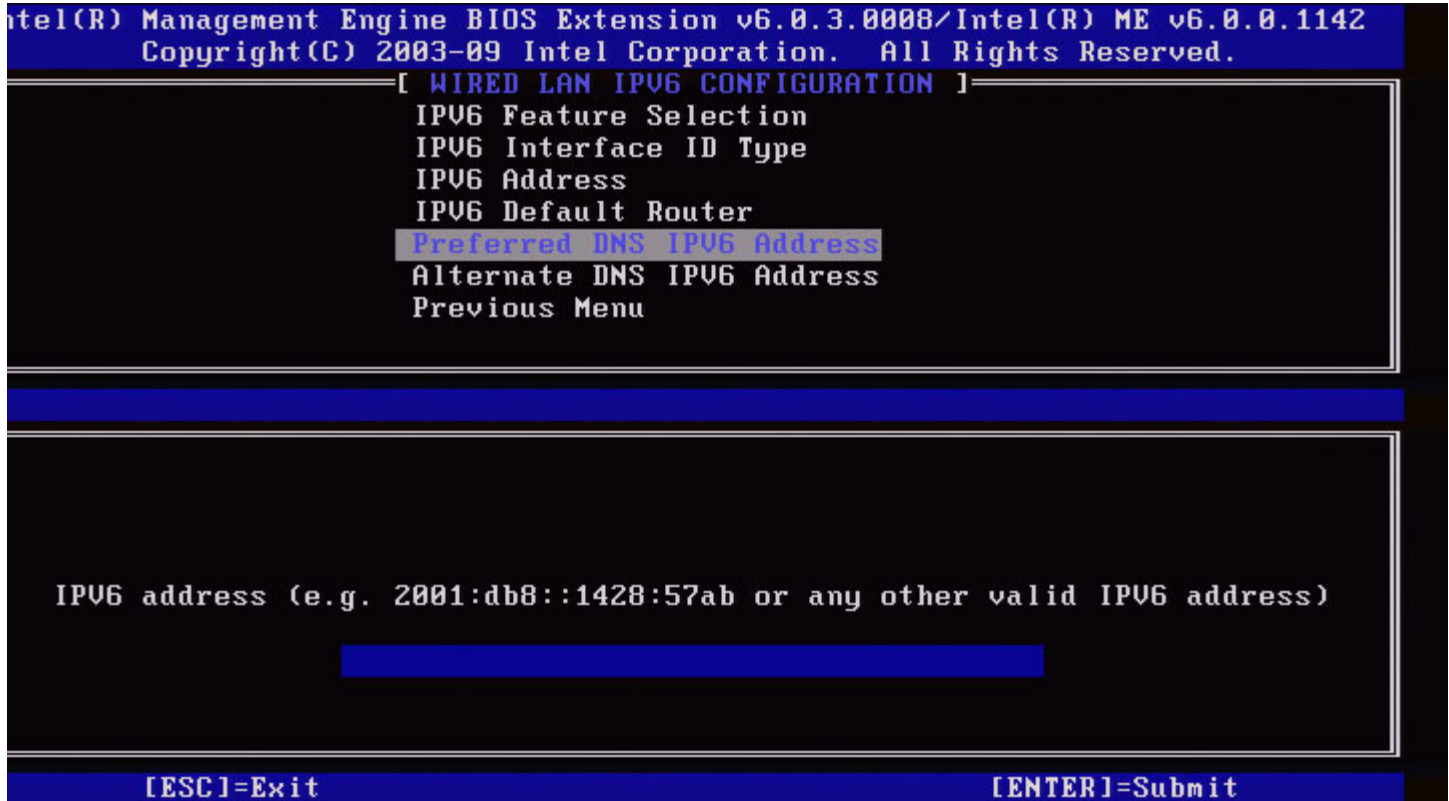 ntel(R) Management Engine BIOS Extension v6.0.3.0008/Intel(R) ME v6.0.0.1142
Copyright(C) 2003-09 Intel Corporation. All Rights Reserved.
[ WIRED LAN IPV6 CONFIGURATION ]
IPV6 Feature Selection
IPV6 Interface ID Type
IPV6 Address
IPV6 Default Router
Preferred DNS IPV6 Address
Alternate DNS IPV6 Address
Previous Menu
IPV6 address (e.g. 2001:db8::1428:57ab or any other valid IPV6 address)
[ESC]=Exit [ENTER]=Submit